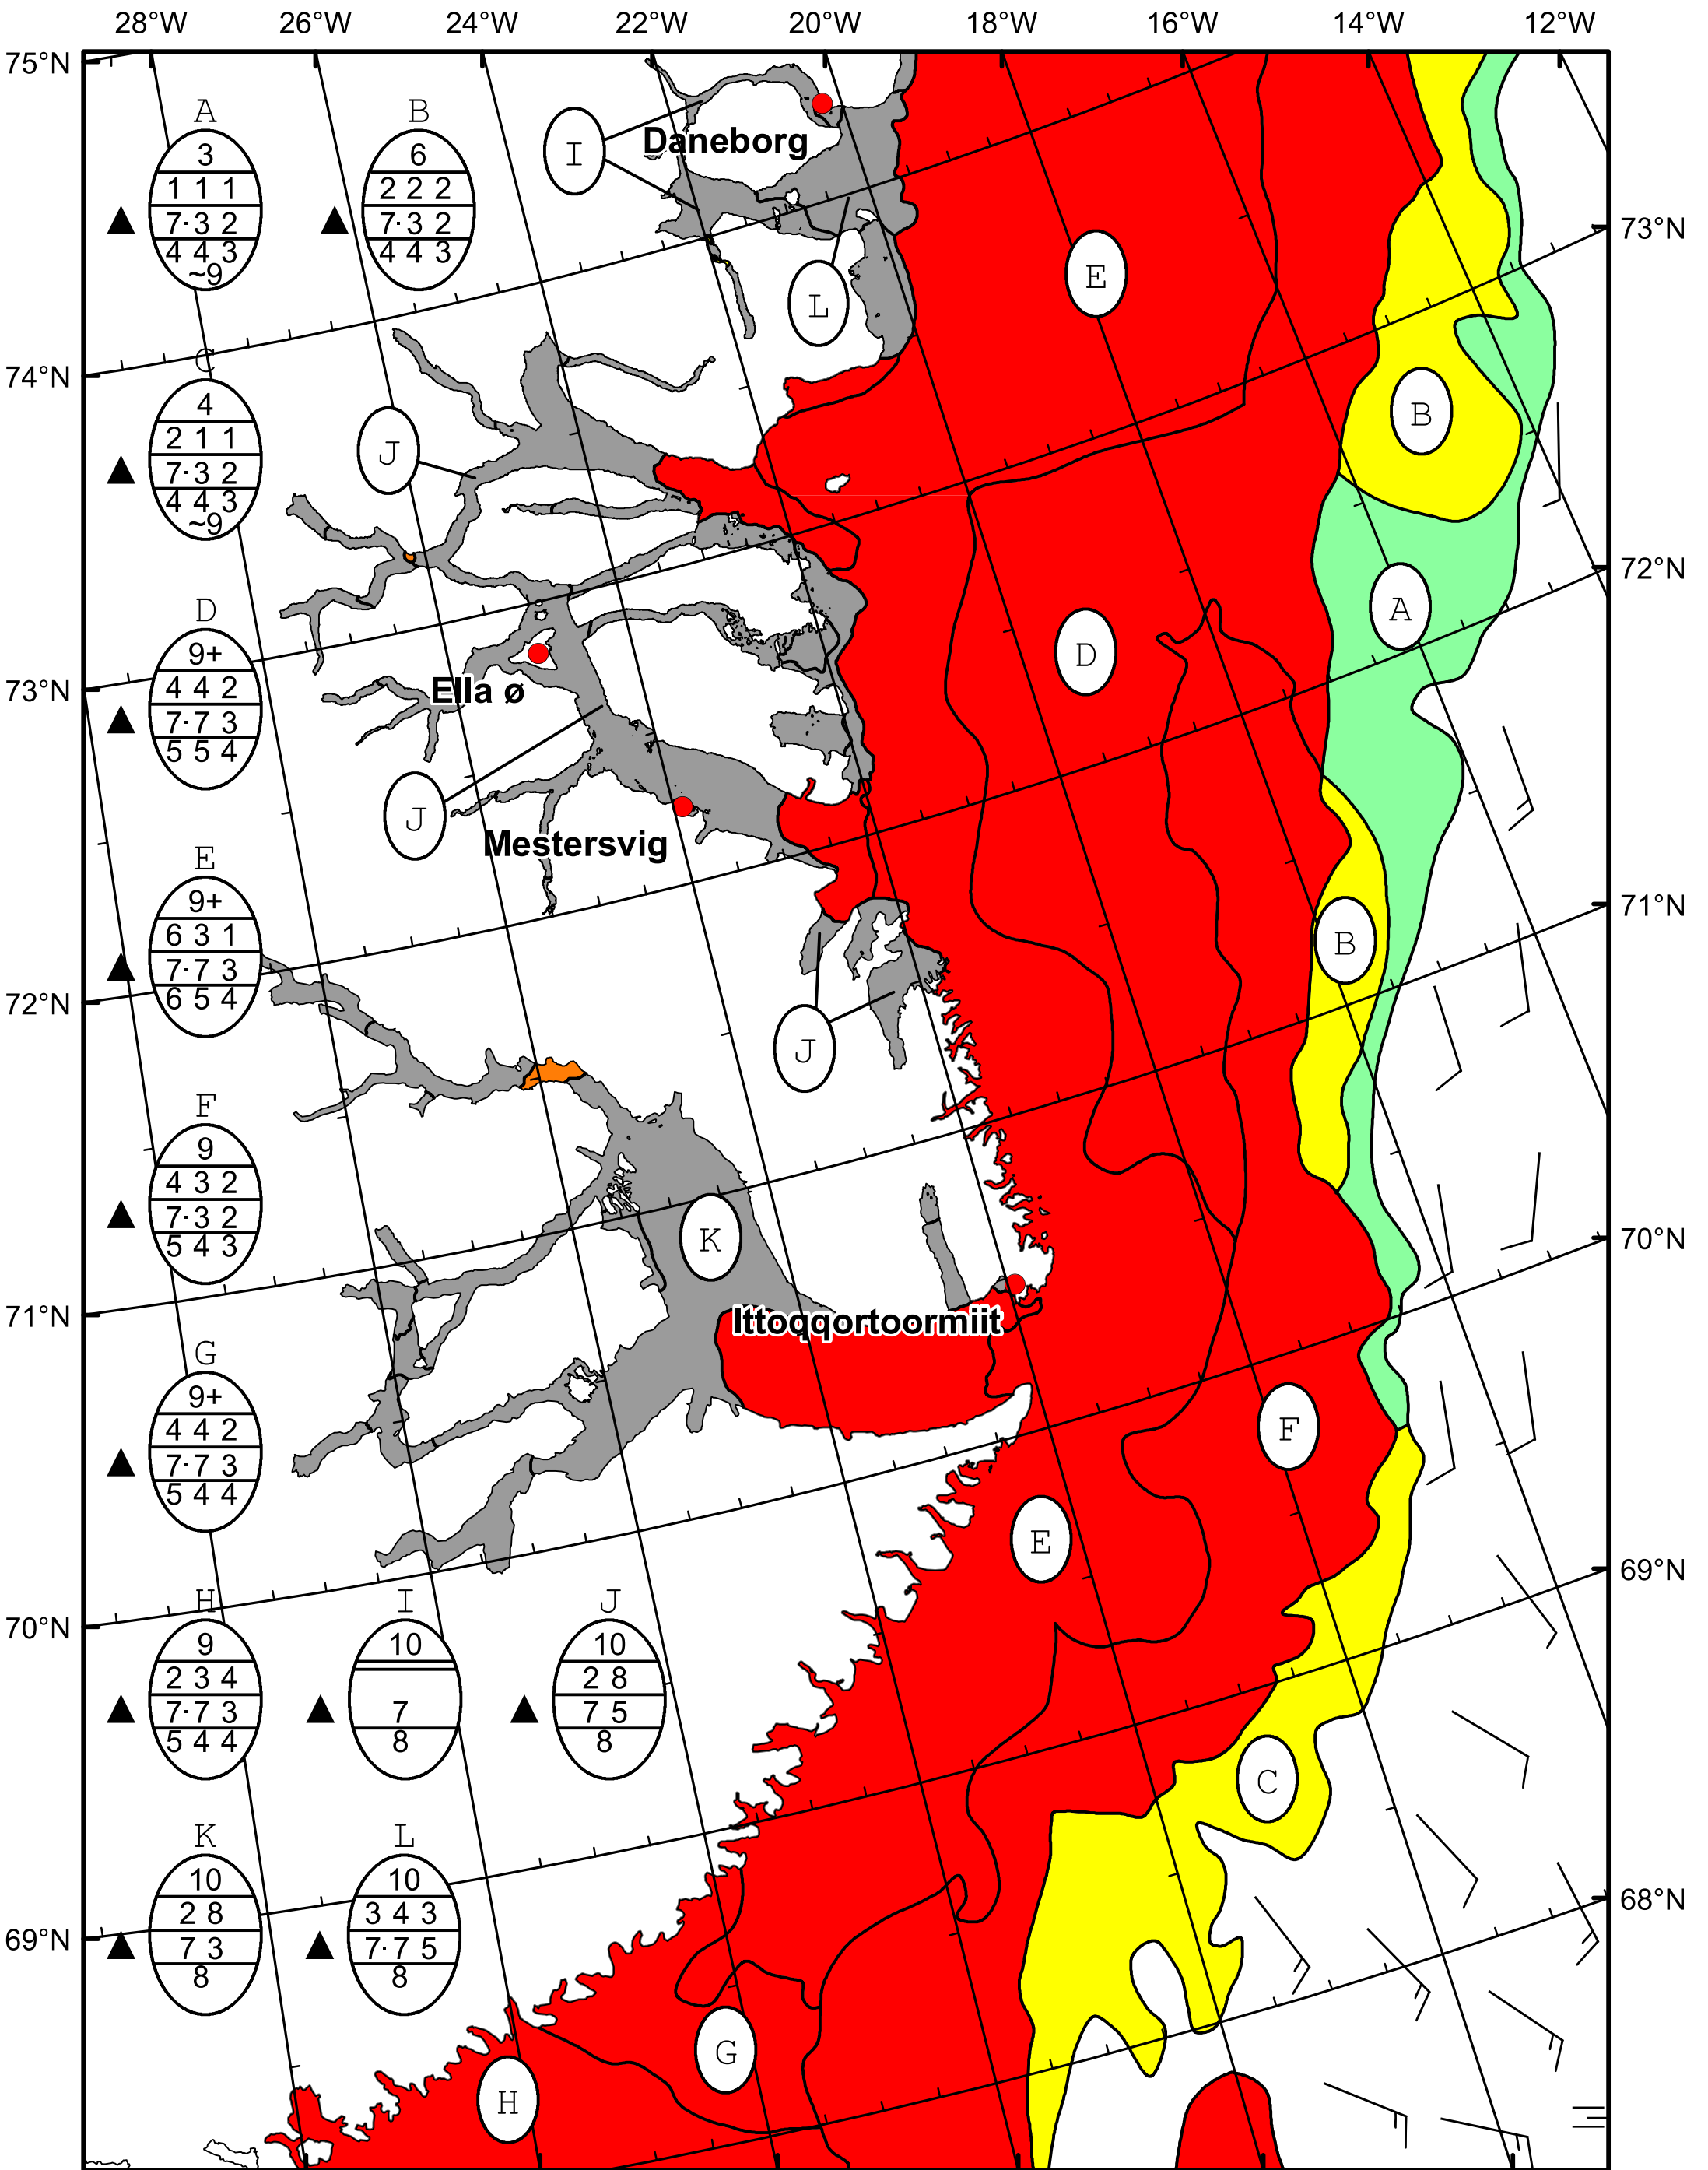 28°W 26°W 24°W 22°W 20°W 18°W 16°W 14°W 12°W
75°N
A
3
1 1 1
7· 3 2
4 4 3
~9
B
6
2 2 2
7· 3 2
4 4 3
I
Daneborg
L
E
73°N
74°N
C
4
2 1 1
7· 3 2
4 4 3
~9
J
B
72°N
A
D
9+
4 4 2
7· 7 3
5 5 4
D
73°N
Ella ø
J
Mestersvig
E
9+
6 3 1
7· 7 3
6 5 4
71°N
B
72°N
J
F
9
4 3 2
7· 3 2
5 4 3
K
70°N
71°N
Ittoqqortoormiit
G
9+
4 4 2
7· 7 3
5 4 4
F
E
69°N
70°N
H
9
2 3 4
7· 7 3
5 4 4
I
10
7
8
J
10
2 8
7 5
8
C
K
10
2 8
7 3
8
L
10
3 4 3
7· 7 5
8
68°N
69°N
G
H